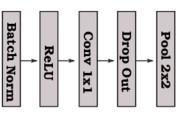 Batch Norm
ReLU
Conv 1x1
Drop Out
Pool 2x2